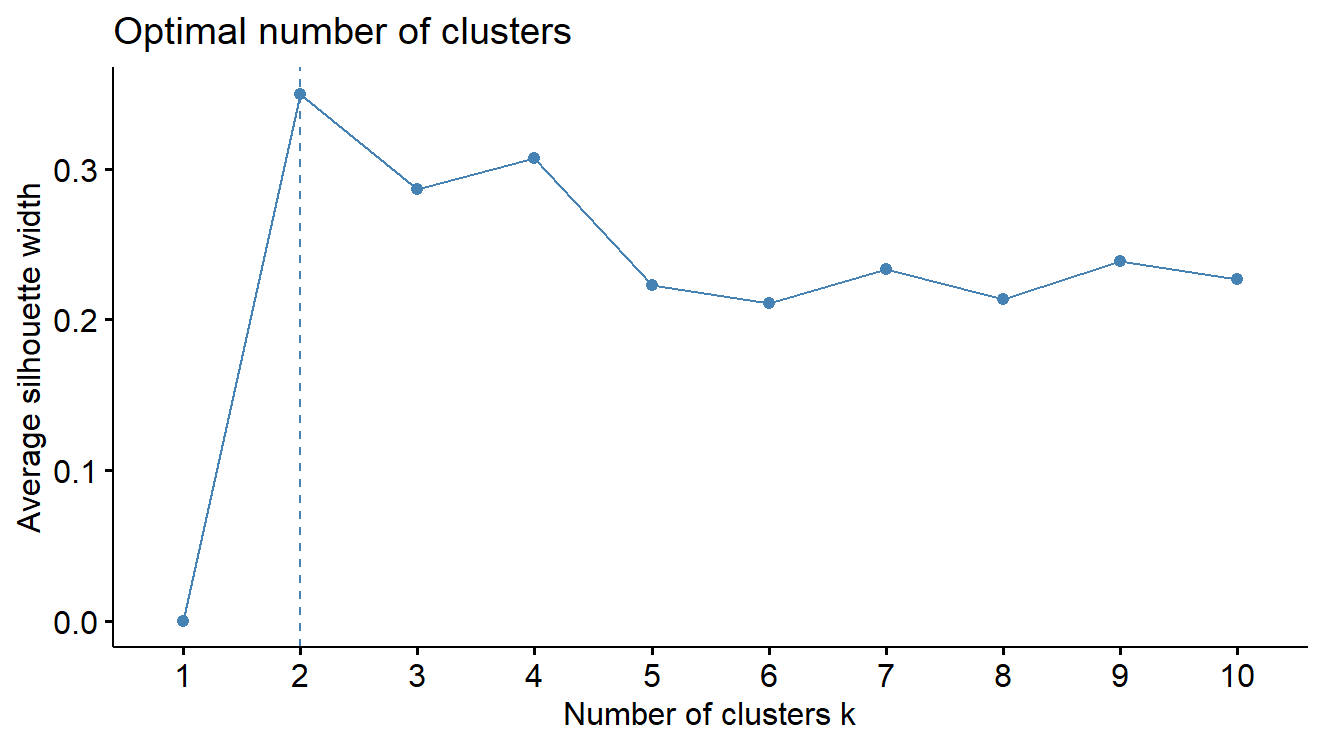 Optimal number of clusters
Average silhouette width
0.3
0.2
0.1
0.0
1 2 3 4 5 6 7 8 9 10
Number of clusters k